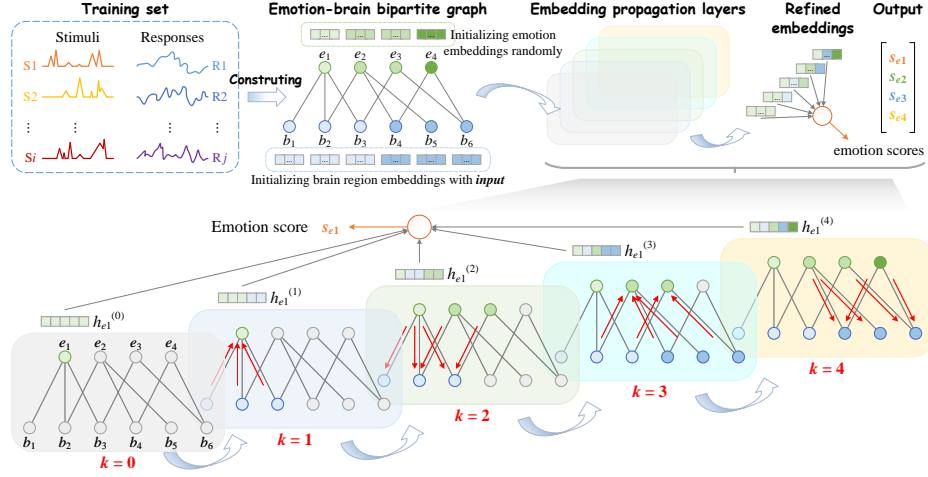 Training set
Emotion-brain bipartite graph
Embedding propagation layers
Refined
embeddings
Output
Stimuli
Responses
Initializing emotion
embeddings randomly
e1 e2 e3 e4
S1
R1
S2
R2
⋮ ⋮ ⋮ ⋮
Si
Rj
Construting
b1 b2 b3 b4 b5 b6
Initializing brain region embeddings with input
se1
se2
se3
se4
emotion scores
Emotion score se1
he1(0)
he1(1)
he1(2)
he1(3)
he1(4)
e1 e2 e3 e4
b1 b2 b3 b4 b5 b6
k = 0
k = 1
k = 2
k = 3
k = 4